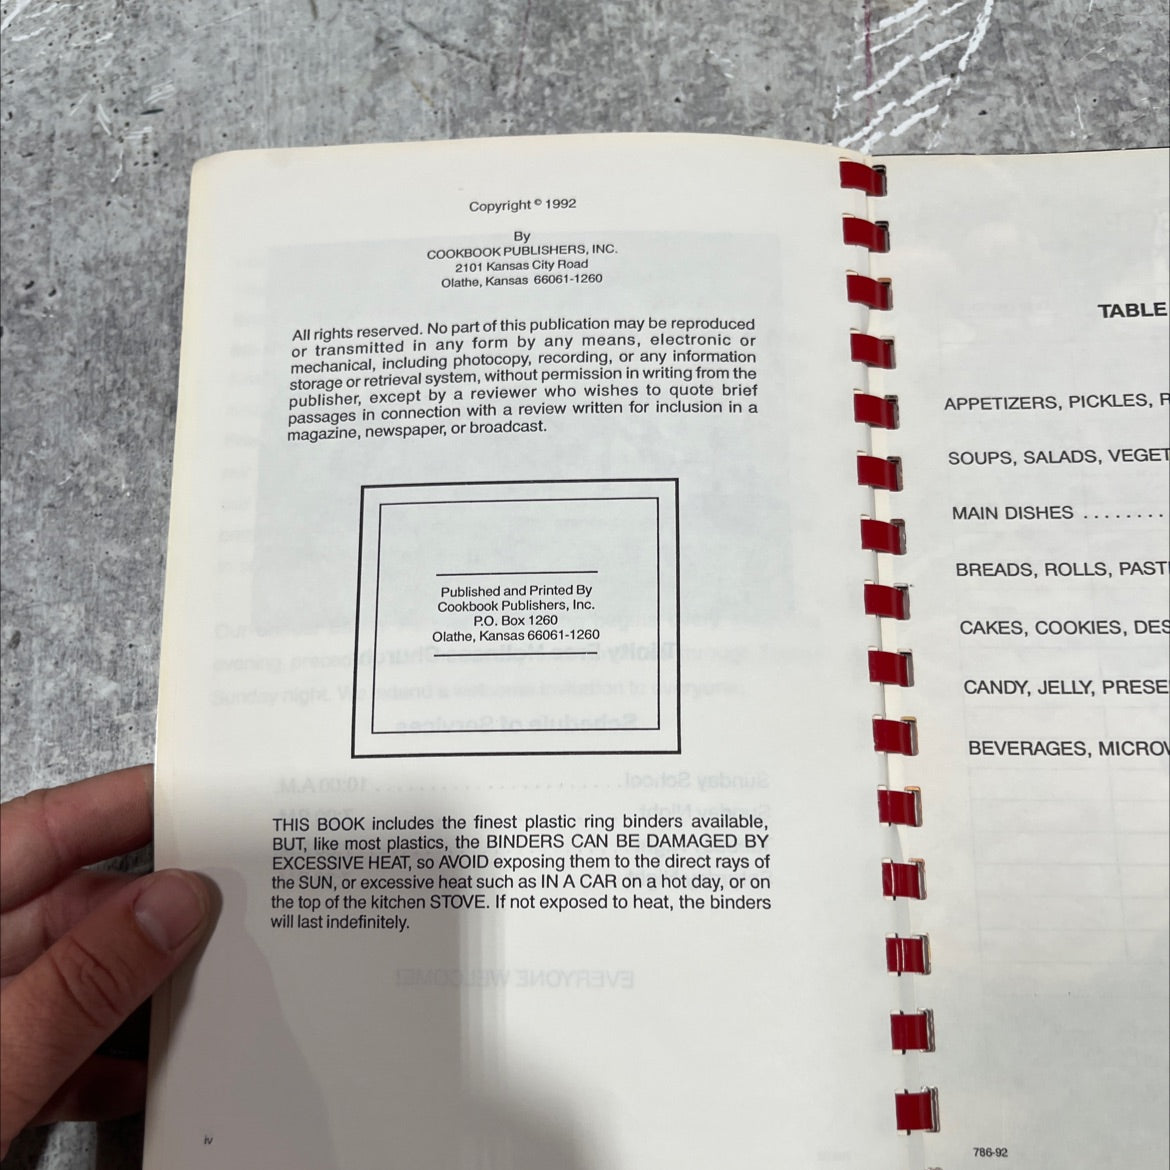 Copyright © 1992
By
COOKBOOK PUBLISHERS, INC.
2101 Kansas City Road
Olathe, Kansas 66061-1260
All rights reserved. No part of this publication may be reproduced
or transmitted in any form by any means, electronic or
mechanical, including photocopy, recording, or any information
storage or retrieval system, without permission in writing from the
publisher, except by a reviewer who wishes to quote brief
passages in connection with a review written for inclusion in a
magazine, newspaper, or broadcast.
Published and Printed By
Cookbook Publishers, Inc.
P.O. Box 1260
Olathe, Kansas 66061-1260
THIS BOOK includes the finest plastic ring binders available,
BUT, like most plastics, the BINDERS CAN BE DAMAGED BY
EXCESSIVE HEAT, so AVOID exposing them to the direct rays of
the SUN, or excessive heat such as IN A CAR on a hot day, or on
the top of the kitchen STOVE. If not exposed to heat, the binders
will last indefinitely.
EVERYONE WELCOME!
iv
TABLE
APPETIZERS, PICKLES, R
SOUPS, SALADS, VEGET
MAIN DISHES ........
BREADS, ROLLS, PAST
CAKES, COOKIES, DES
CANDY, JELLY, PRESE
BEVERAGES, MICROW
786-92